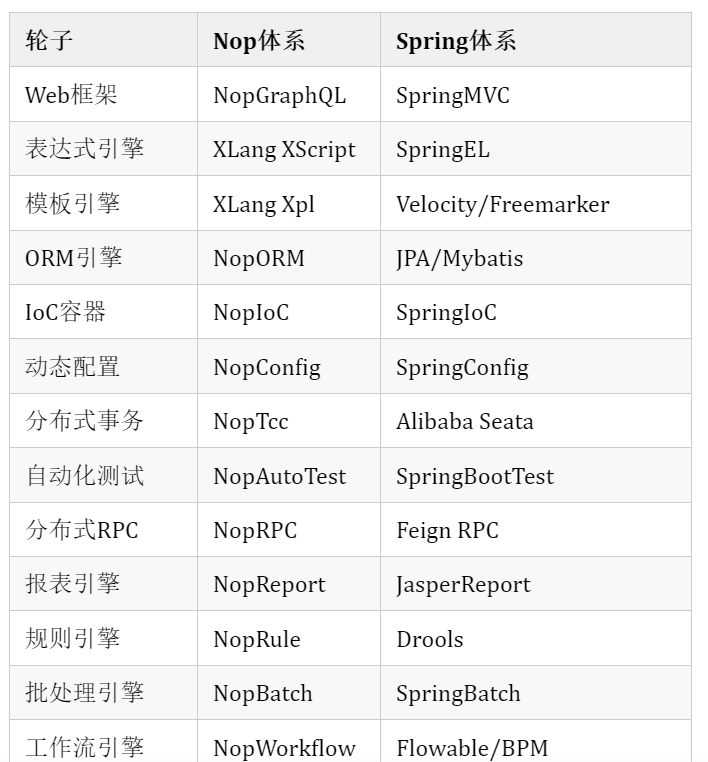 轮子 Nop体系 Spring体系
Web框架 NopGraphQL SpringMVC
表达式引擎 XLang XScript SpringEL
模板引擎 XLang Xpl Velocity/Freemarker
ORM引擎 NopORM JPA/Mybatis
IoC容器 NopIoC SpringIoC
动态配置 NopConfig SpringConfig
分布式事务 NopTcc Alibaba Seata
自动化测试 NopAutoTest SpringBootTest
分布式RPC NopRPC Feign RPC
报表引擎 NopReport JasperReport
规则引擎 NopRule Drools
批处理引擎 NopBatch SpringBatch
工作流引擎 NopWorkflow Flowable/BPM